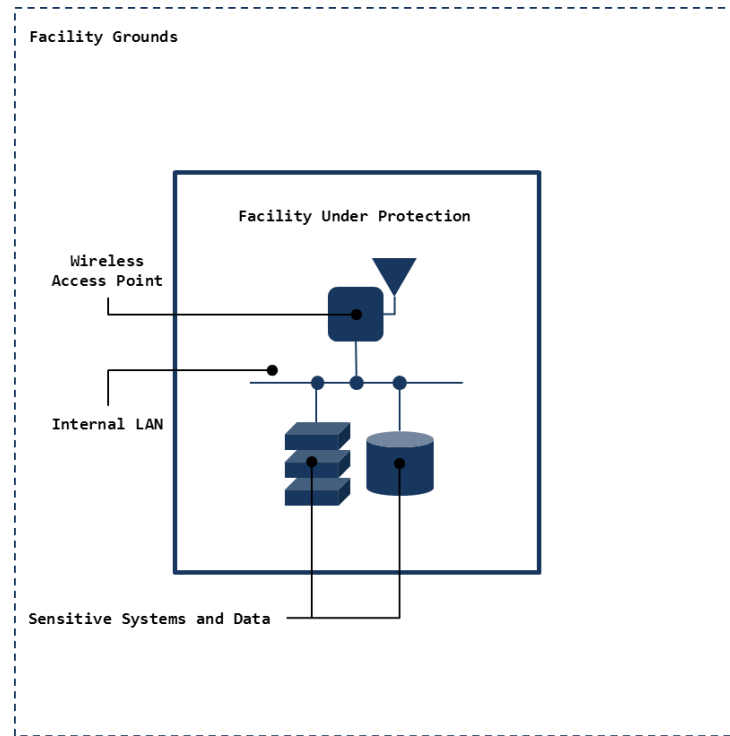 Facility Grounds
Facility Under Protection
Wireless
Access Point
Internal LAN
Sensitive Systems and Data